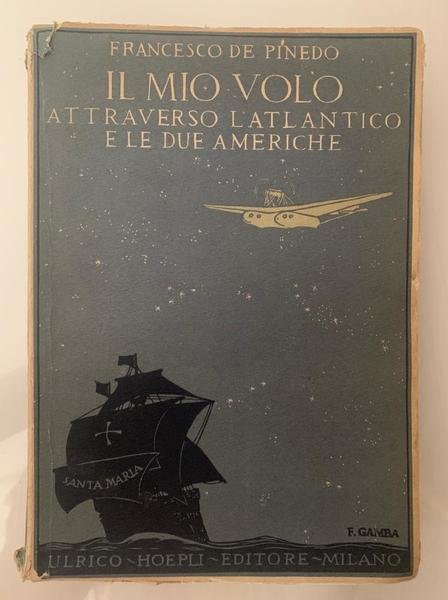 FRANCESCO DE PINEDO
IL MIO VOLO
ATTRAVERSO L'ATLANTICO
E LE DUE AMERICHE
SANTA MARIA
F. GAMBA
ULRICO~HOEPLI~EDITORE~MILANO